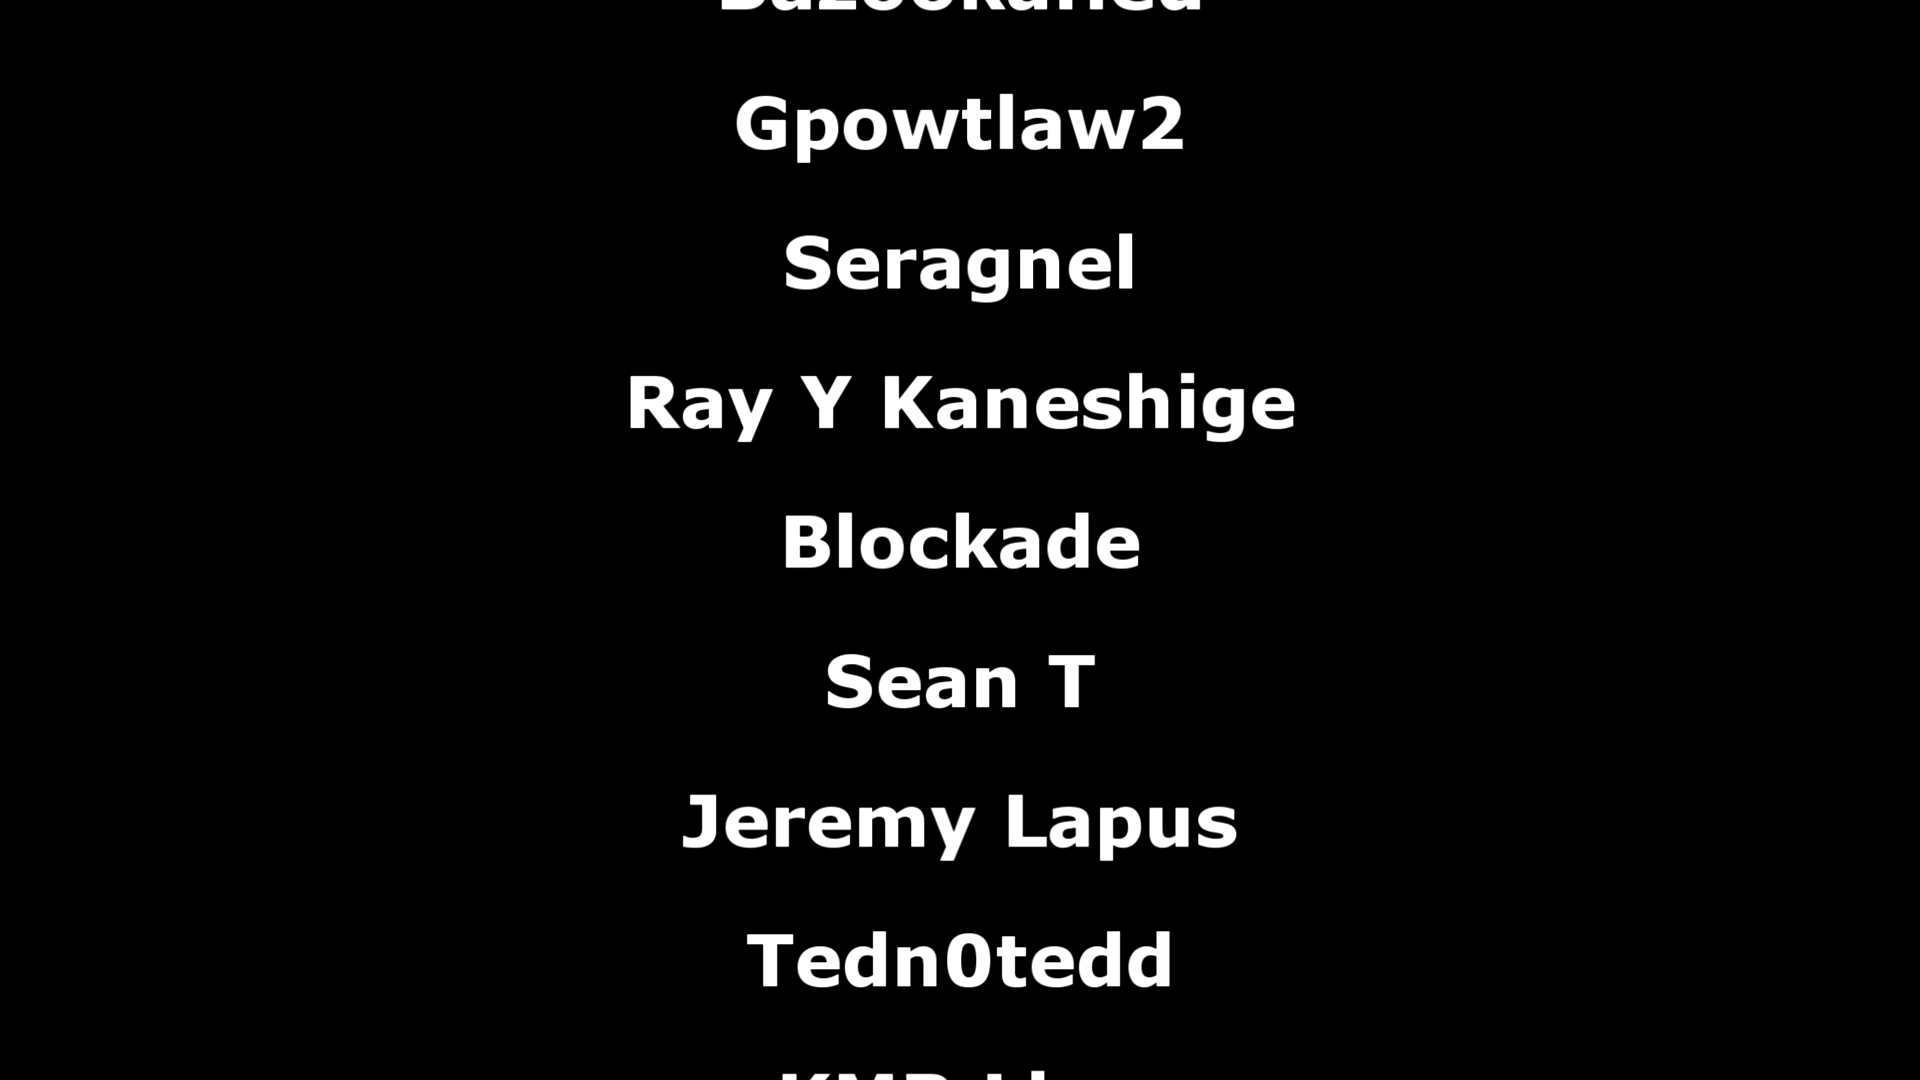 Gpowtlaw2
Seragnel
Ray Y Kaneshige
Blockade
Sean T
Jeremy Lapus
Tedn0tedd